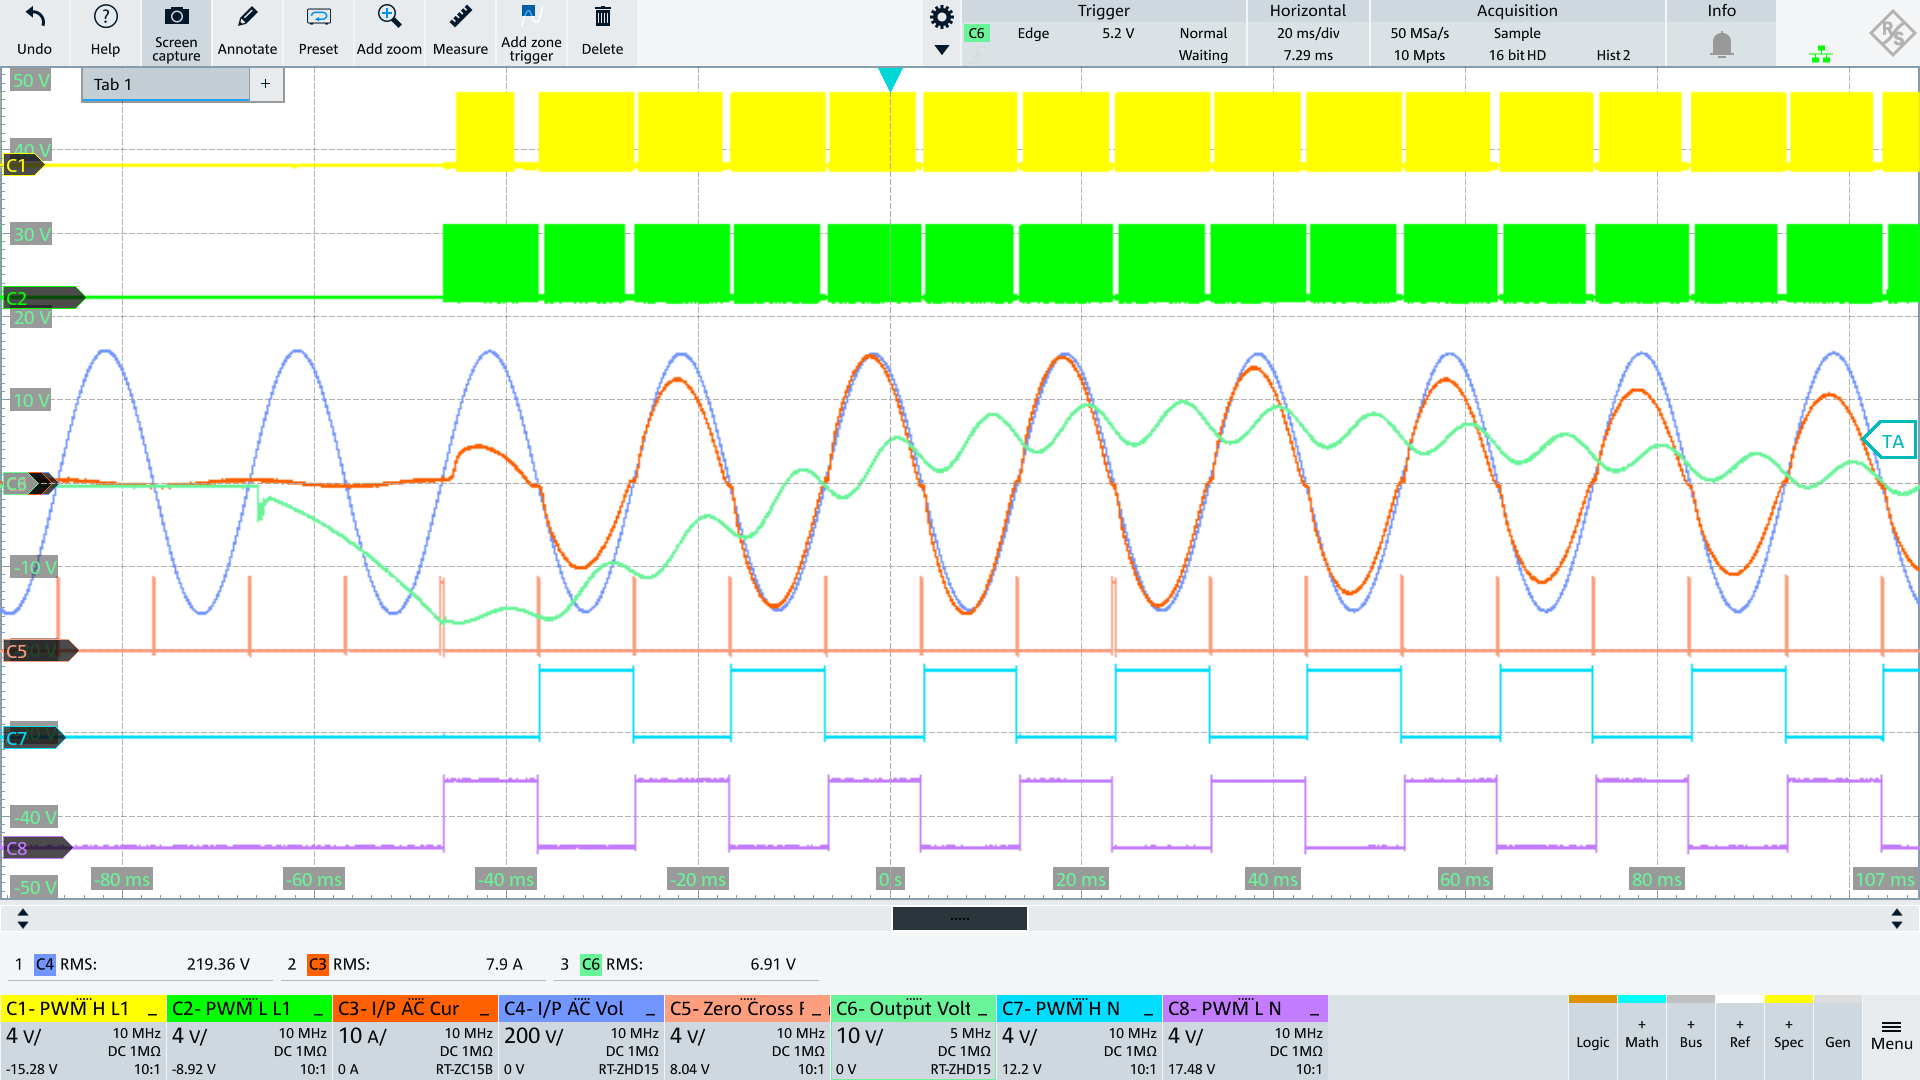 Undo
Help
Screen capture
Annotate
Preset
Add zoom
Measure
Add zone trigger
Delete
Trigger
C6 Edge 5.2 V Normal
Waiting
Horizontal
20 ms/div
7.29 ms
Acquisition
50 MSa/s Sample
10 Mpts 16 bit HD Hist2
Info
R S
Tab 1 +
50 V
40 V
C1
30 V
C2
20 V
10 V
TA
C6
-10 V
C5
C7
-40 V
C8
-50 V
-80 ms -60 ms -40 ms -20 ms 0 s 20 ms 40 ms 60 ms 80 ms 107 ms
1 C4 RMS: 219.36 V 2 C3 RMS: 7.9 A 3 C6 RMS: 6.91 V
C1- PWM H L1
4 V/ 10 MHz
DC 1MΩ
-15.28 V 10:1
C2- PWM L L1
4 V/ 10 MHz
DC 1MΩ
-8.92 V 10:1
C3- I/P AC Cur
10 A/ 10 MHz
DC 1MΩ
0 A RT-ZC15B
C4- I/P AC Vol
200 V/ 10 MHz
DC 1MΩ
0 V RT-ZHD15
C5- Zero Cross
4 V/ 10 MHz
DC 1MΩ
8.04 V 10:1
C6- Output Volt
10 V/ 5 MHz
DC 1MΩ
0 V RT-ZHD15
C7- PWM H N
4 V/ 10 MHz
DC 1MΩ
12.2 V 10:1
C8- PWM L N
4 V/ 10 MHz
DC 1MΩ
17.48 V 10:1
Logic
+ Math
+ Bus
+ Ref
+ Spec
Gen
Menu